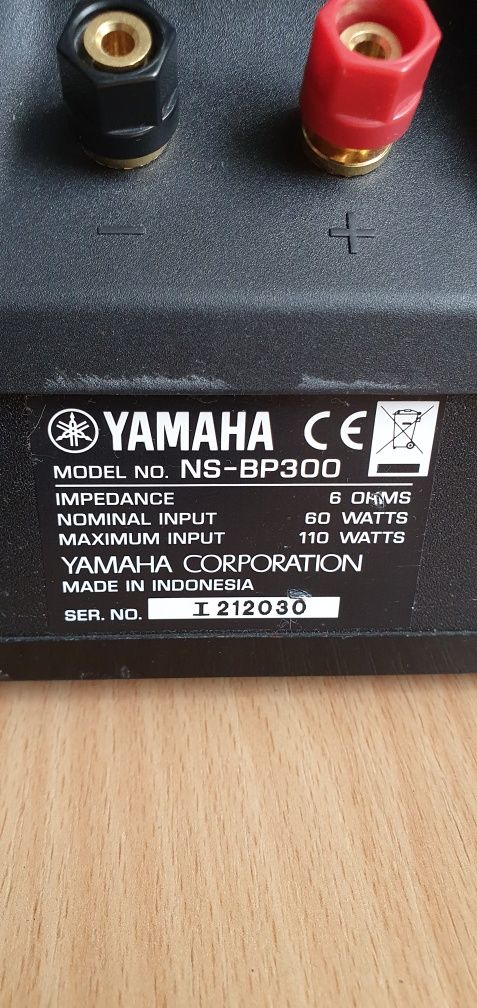 − +
YAMAHA CE
MODEL NO. NS-BP300
IMPEDANCE 6 OHMS
NOMINAL INPUT 60 WATTS
MAXIMUM INPUT 110 WATTS
YAMAHA CORPORATION
MADE IN INDONESIA
SER. NO. I 212030